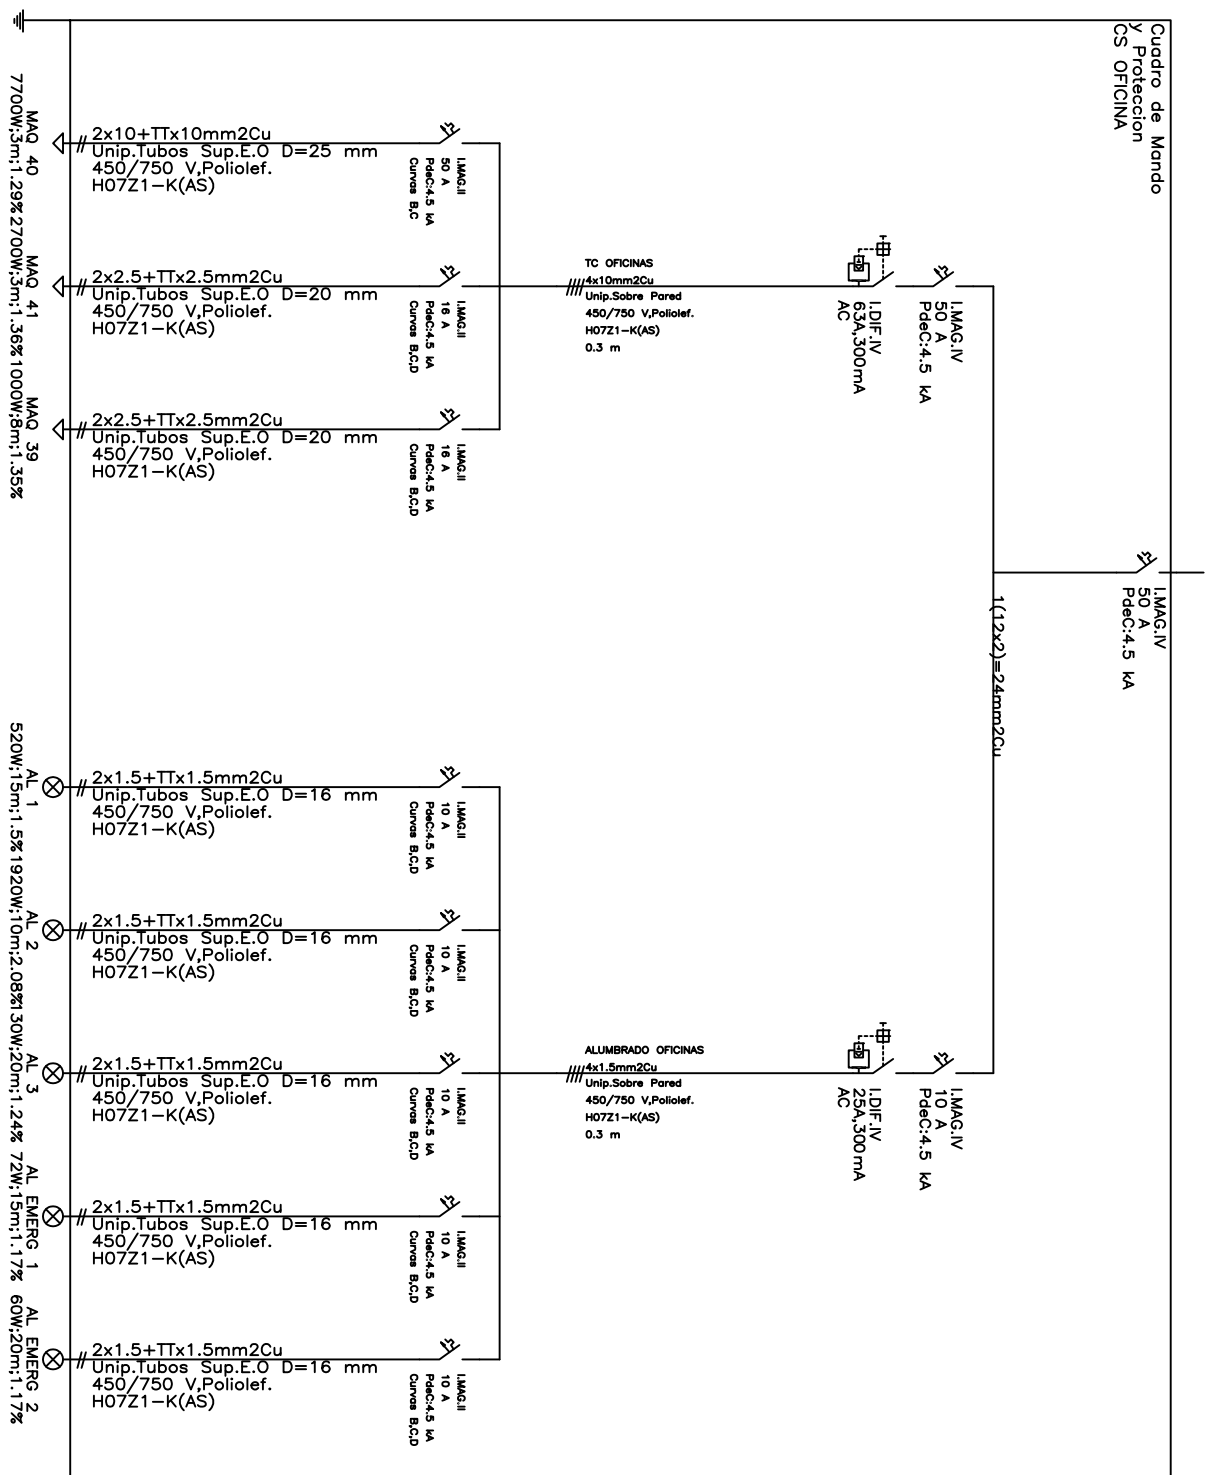 Cuadro de Mando
y Proteccion
CS OFICINA
I.MAG.IV
50 A
PdeC:4.5 kA
1(12x2)=24mm2Cu
I.MAG.IV
50 A
PdeC:4.5 kA
I.DIF.IV
63A,300mA
AC
I.MAG.IV
10 A
PdeC:4.5 kA
I.DIF.IV
25A,300mA
AC
TC OFICINAS
4x10mm2Cu
Unip.Sobre Pared
450/750 V,Poliolef.
H07Z1-K(AS)
0.3 m
ALUMBRADO OFICINAS
4x1.5mm2Cu
Unip.Sobre Pared
450/750 V,Poliolef.
H07Z1-K(AS)
0.3 m
I.MAG.II
50 A
PdeC:4.5 kA
Curvas B,C
I.MAG.II
16 A
PdeC:4.5 kA
Curvas B,C,D
I.MAG.II
16 A
PdeC:4.5 kA
Curvas B,C,D
I.MAG.II
10 A
PdeC:4.5 kA
Curvas B,C,D
I.MAG.II
10 A
PdeC:4.5 kA
Curvas B,C,D
I.MAG.II
10 A
PdeC:4.5 kA
Curvas B,C,D
I.MAG.II
10 A
PdeC:4.5 kA
Curvas B,C,D
I.MAG.II
10 A
PdeC:4.5 kA
Curvas B,C,D
2x10+TTx10mm2Cu
Unip.Tubos Sup.E.O D=25 mm
450/750 V,Poliolef.
H07Z1-K(AS)
2x2.5+TTx2.5mm2Cu
Unip.Tubos Sup.E.O D=20 mm
450/750 V,Poliolef.
H07Z1-K(AS)
2x2.5+TTx2.5mm2Cu
Unip.Tubos Sup.E.O D=20 mm
450/750 V,Poliolef.
H07Z1-K(AS)
2x1.5+TTx1.5mm2Cu
Unip.Tubos Sup.E.O D=16 mm
450/750 V,Poliolef.
H07Z1-K(AS)
2x1.5+TTx1.5mm2Cu
Unip.Tubos Sup.E.O D=16 mm
450/750 V,Poliolef.
H07Z1-K(AS)
2x1.5+TTx1.5mm2Cu
Unip.Tubos Sup.E.O D=16 mm
450/750 V,Poliolef.
H07Z1-K(AS)
2x1.5+TTx1.5mm2Cu
Unip.Tubos Sup.E.O D=16 mm
450/750 V,Poliolef.
H07Z1-K(AS)
2x1.5+TTx1.5mm2Cu
Unip.Tubos Sup.E.O D=16 mm
450/750 V,Poliolef.
H07Z1-K(AS)
MAQ 40
7700W;3m;1.29%
MAQ 41
2700W;3m;1.36%
MAQ 39
1000W;8m;1.35%
AL 1
520W;15m;1.5%
AL 2
1920W;10m;2.08%
AL 3
130W;20m;1.24%
AL EMERG 1
72W;15m;1.17%
AL EMERG 2
60W;20m;1.17%